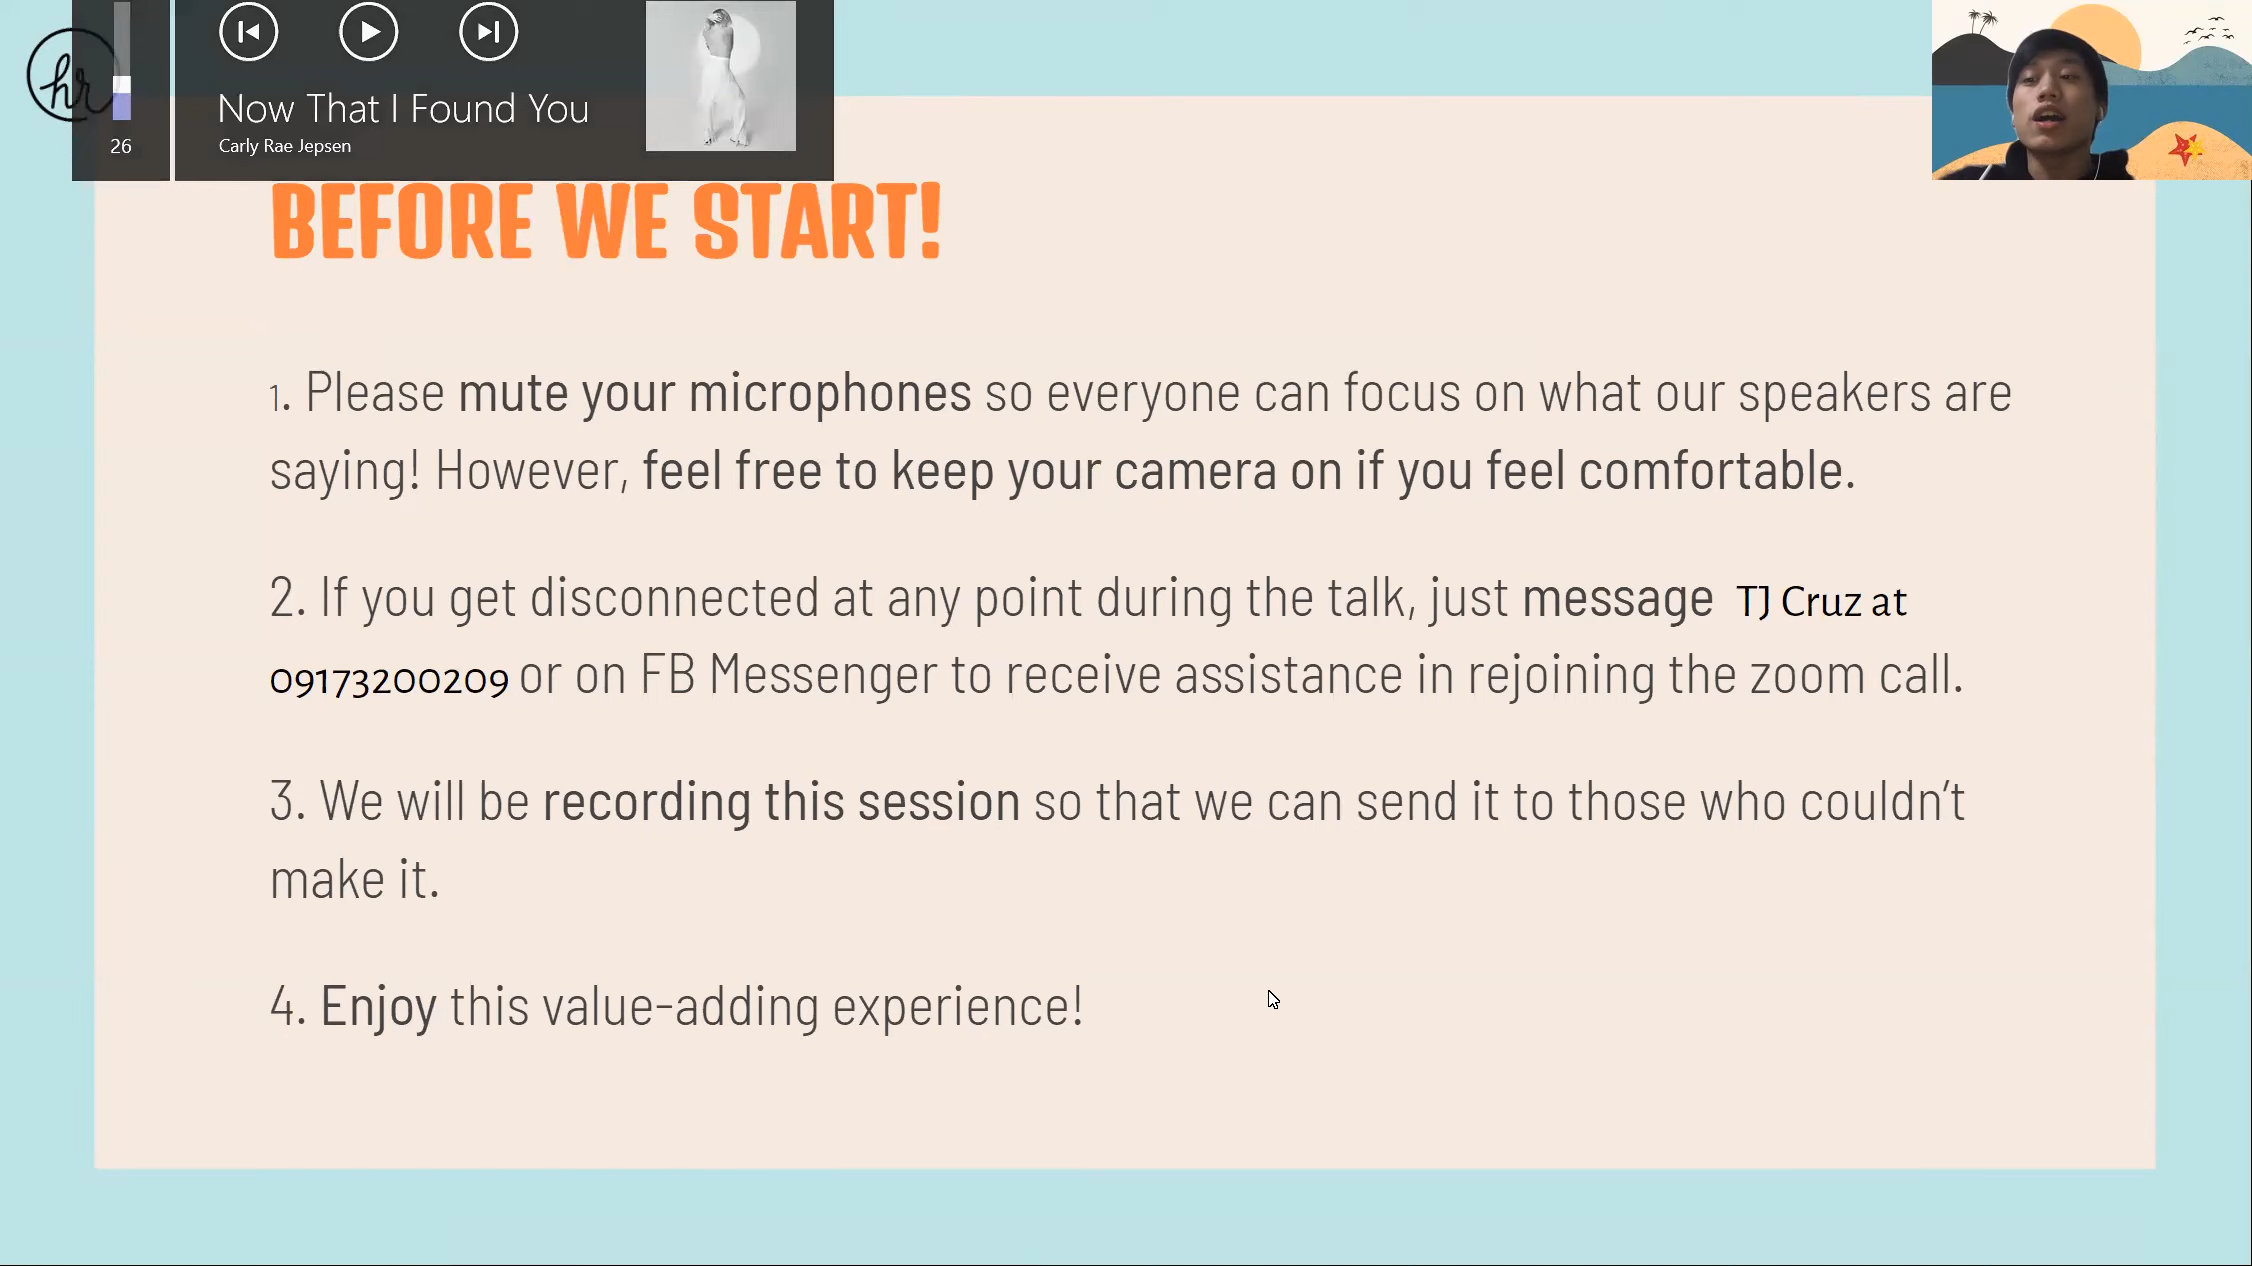 hr
26
Now That I Found You
Carly Rae Jepsen
BEFORE WE START!
1. Please mute your microphones so everyone can focus on what our speakers are
saying! However, feel free to keep your camera on if you feel comfortable.
2. If you get disconnected at any point during the talk, just message TJ Cruz at
09173200209 or on FB Messenger to receive assistance in rejoining the zoom call.
3. We will be recording this session so that we can send it to those who couldn’t
make it.
4. Enjoy this value-adding experience!